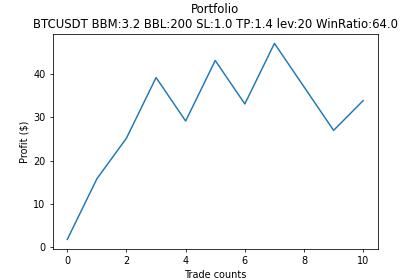 Portfolio
BTCUSDT BBM:3.2 BBL:200 SL:1.0 TP:1.4 lev:20 WinRatio:64.0
40
30
20
10
0
Profit ($)
0 2 4 6 8 10
Trade counts